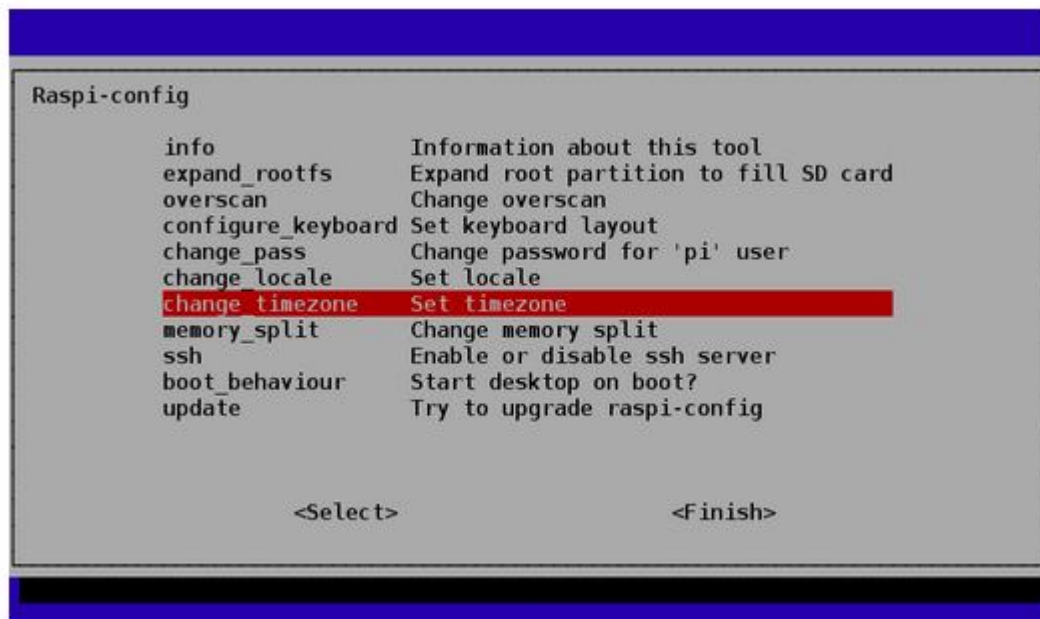 Raspi-config
info Information about this tool
expand_rootfs Expand root partition to fill SD card
overscan Change overscan
configure_keyboard Set keyboard layout
change_pass Change password for 'pi' user
change_locale Set locale
change_timezone Set timezone
memory_split Change memory split
ssh Enable or disable ssh server
boot_behaviour Start desktop on boot?
update Try to upgrade raspi-config
<Select> <Finish>